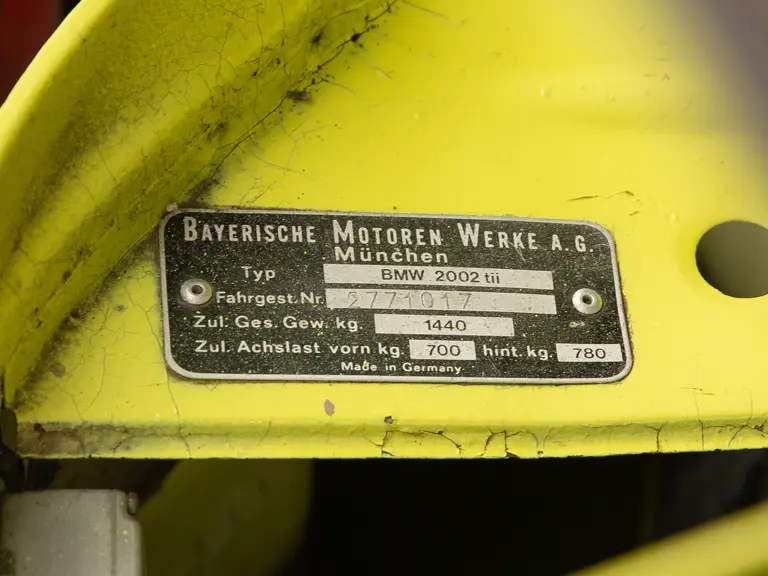 BAYERISCHE MOTOREN WERKE A.G.
München
Typ BMW 2002 tii
Fahrgest.Nr. 2771017
Zul. Ges. Gew. kg. 1440
Zul. Achslast vorn kg. 700 hint. kg. 780
Made in Germany